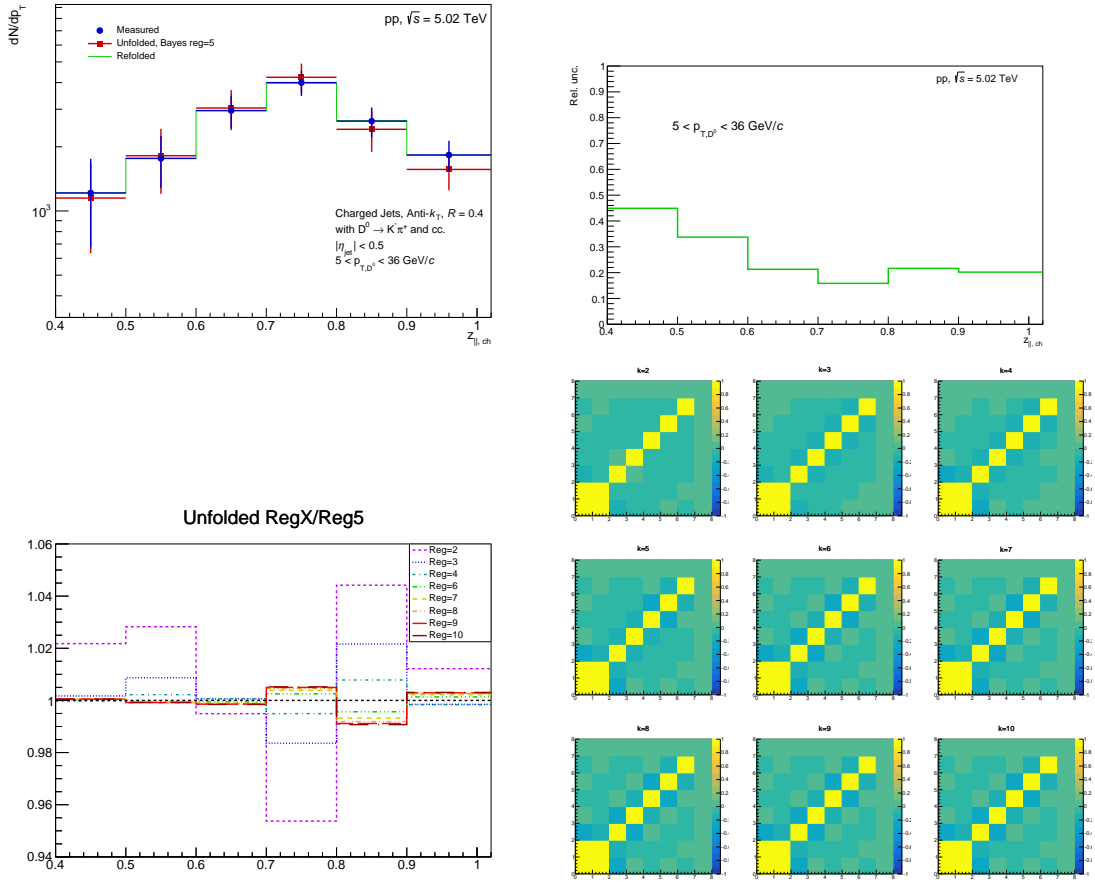 dN/dp_T
pp, √s = 5.02 TeV
Measured
Unfolded, Bayes reg=5
Refolded
10³
Charged Jets, Anti-k_T, R = 0.4
with D⁰ → K⁻π⁺ and cc.
|η_jet| < 0.5
5 < p_T,D⁰ < 36 GeV/c
0.4 0.5 0.6 0.7 0.8 0.9 1
z_||, ch
Rel. unc.
pp, √s = 5.02 TeV
5 < p_T,D⁰ < 36 GeV/c
1
0.9
0.8
0.7
0.6
0.5
0.4
0.3
0.2
0.1
0
0.4 0.5 0.6 0.7 0.8 0.9 1
z_||, ch
Unfolded RegX/Reg5
1.06
1.04
1.02
1
0.98
0.96
0.94
Reg=2
Reg=3
Reg=4
Reg=6
Reg=7
Reg=8
Reg=9
Reg=10
0.4 0.5 0.6 0.7 0.8 0.9 1
k=2
k=3
k=4
k=5
k=6
k=7
k=8
k=9
k=10